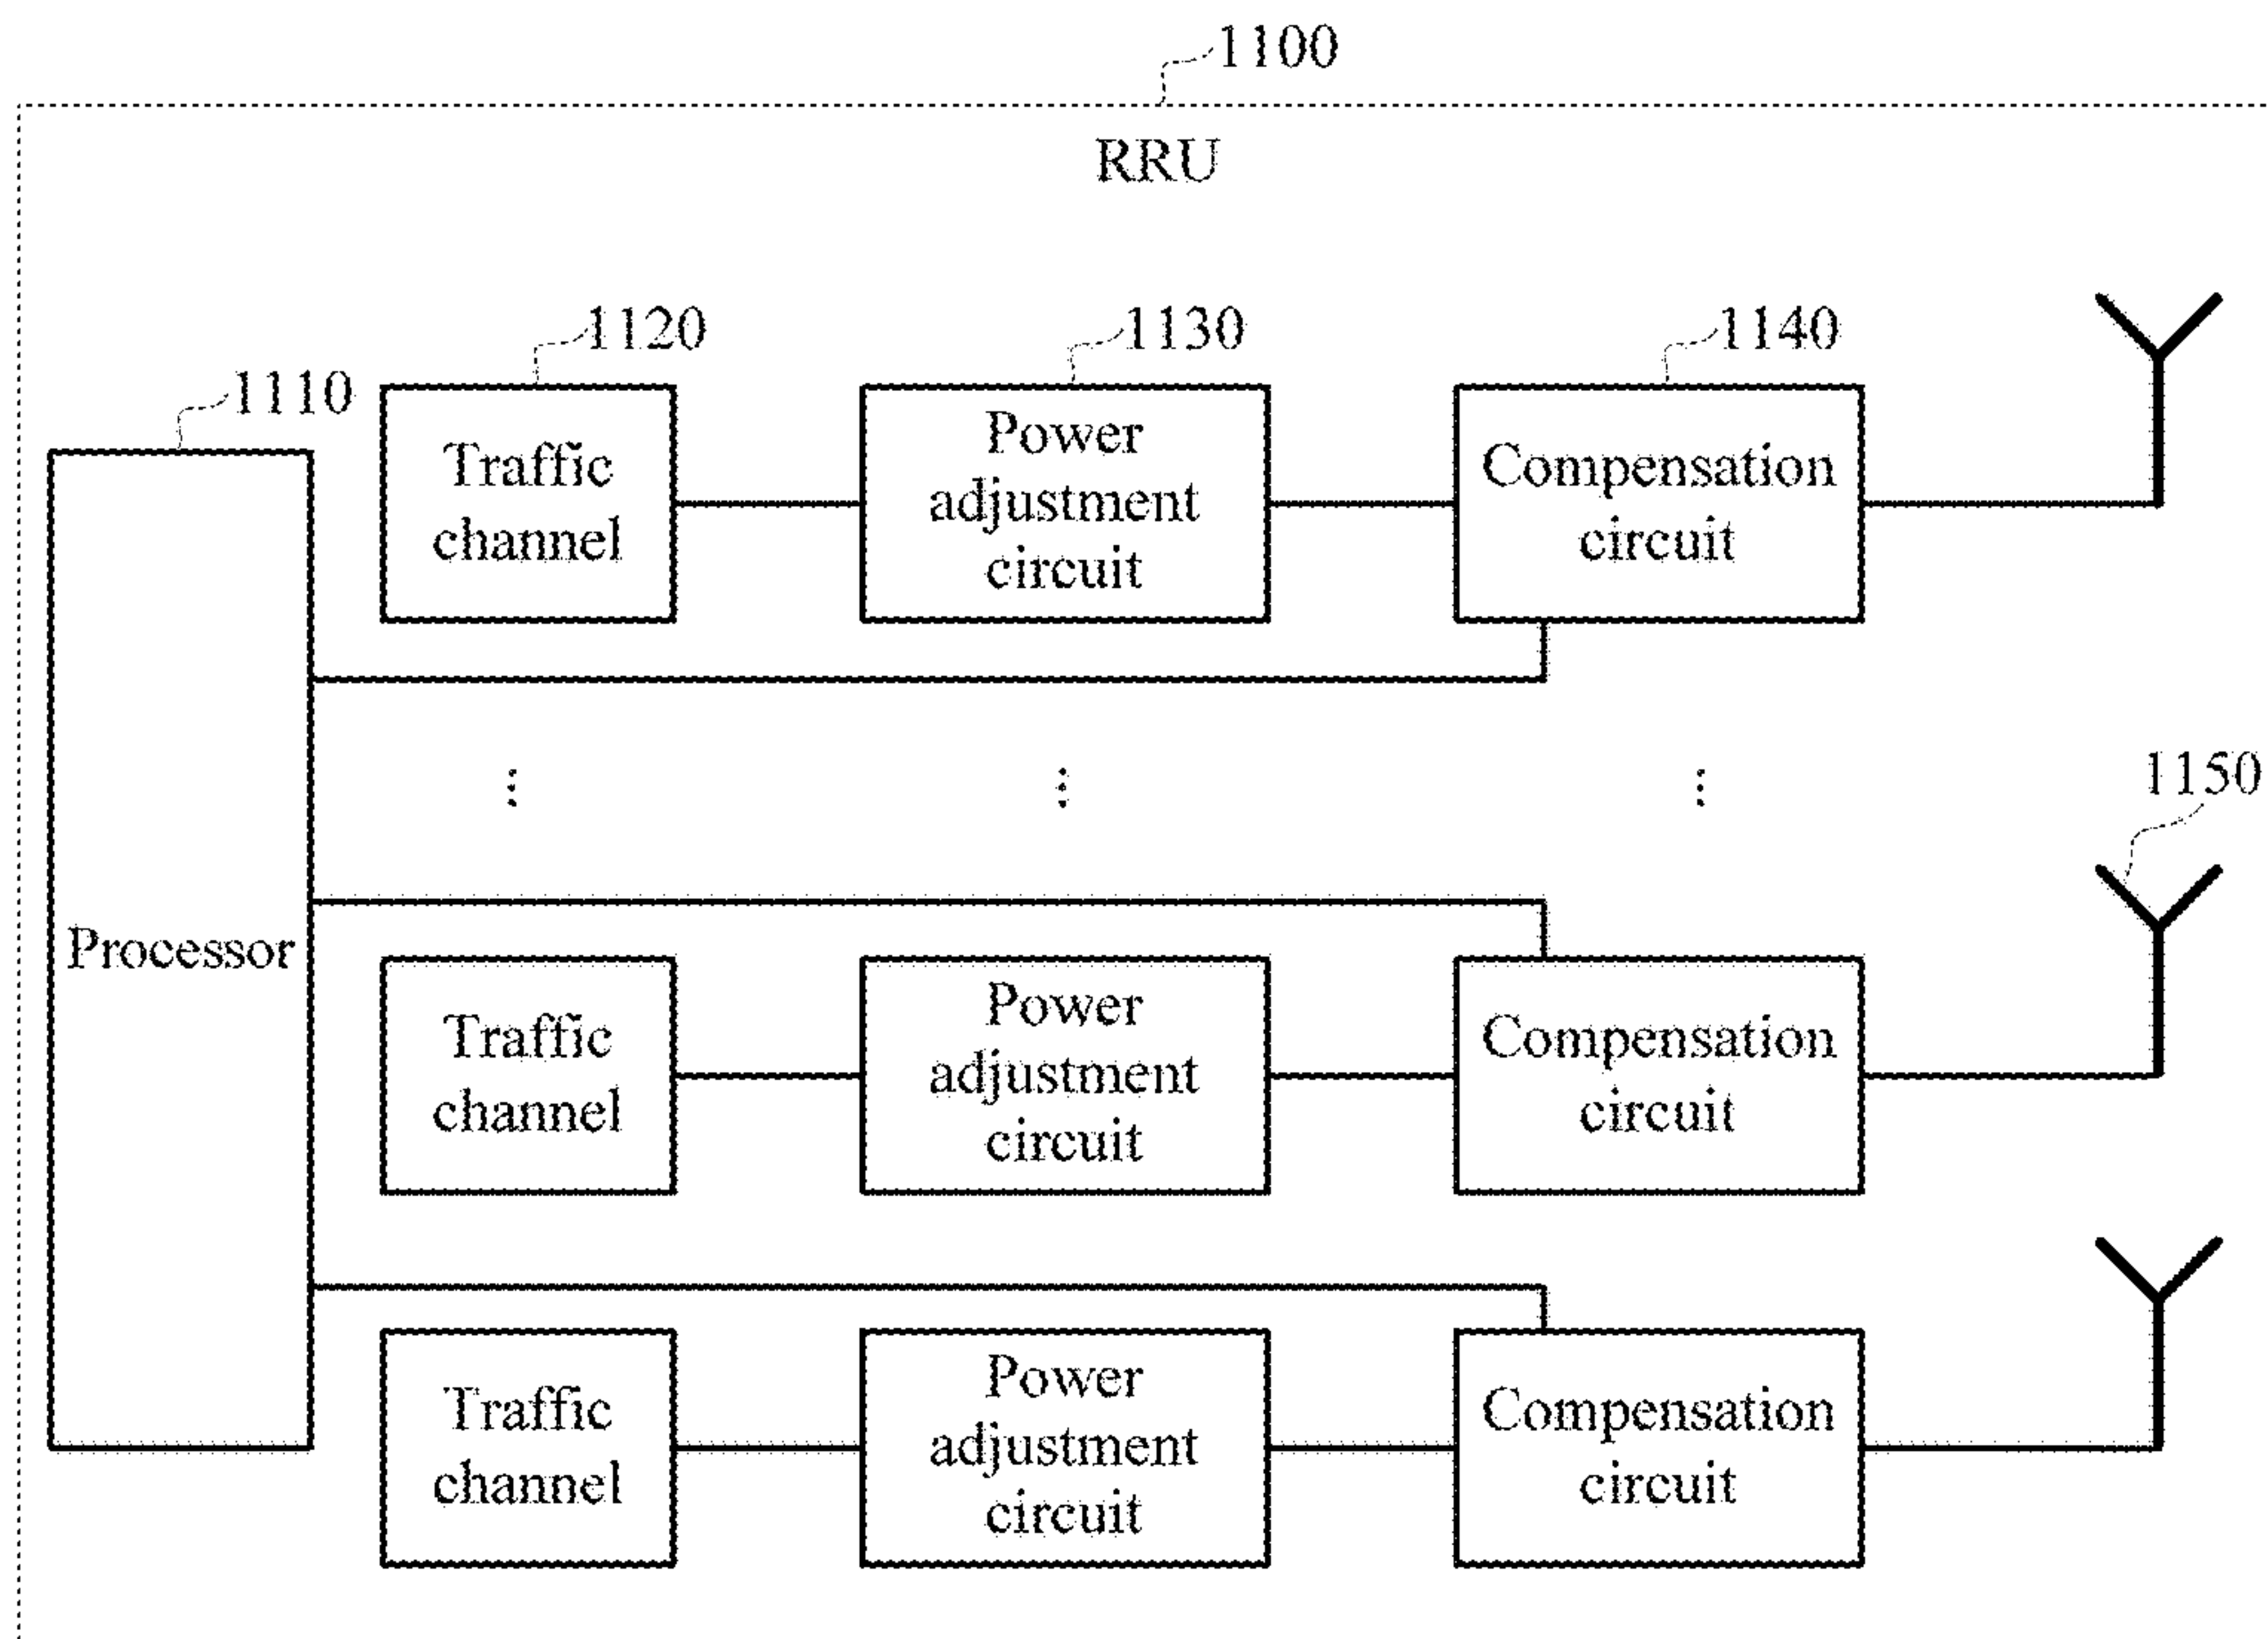 1100
RRU
1120
1130
1140
1110
Traffic
channel
Power
adjustment
circuit
Compensation
circuit
1150
Processor
Traffic
channel
Power
adjustment
circuit
Compensation
circuit
Traffic
channel
Power
adjustment
circuit
Compensation
circuit